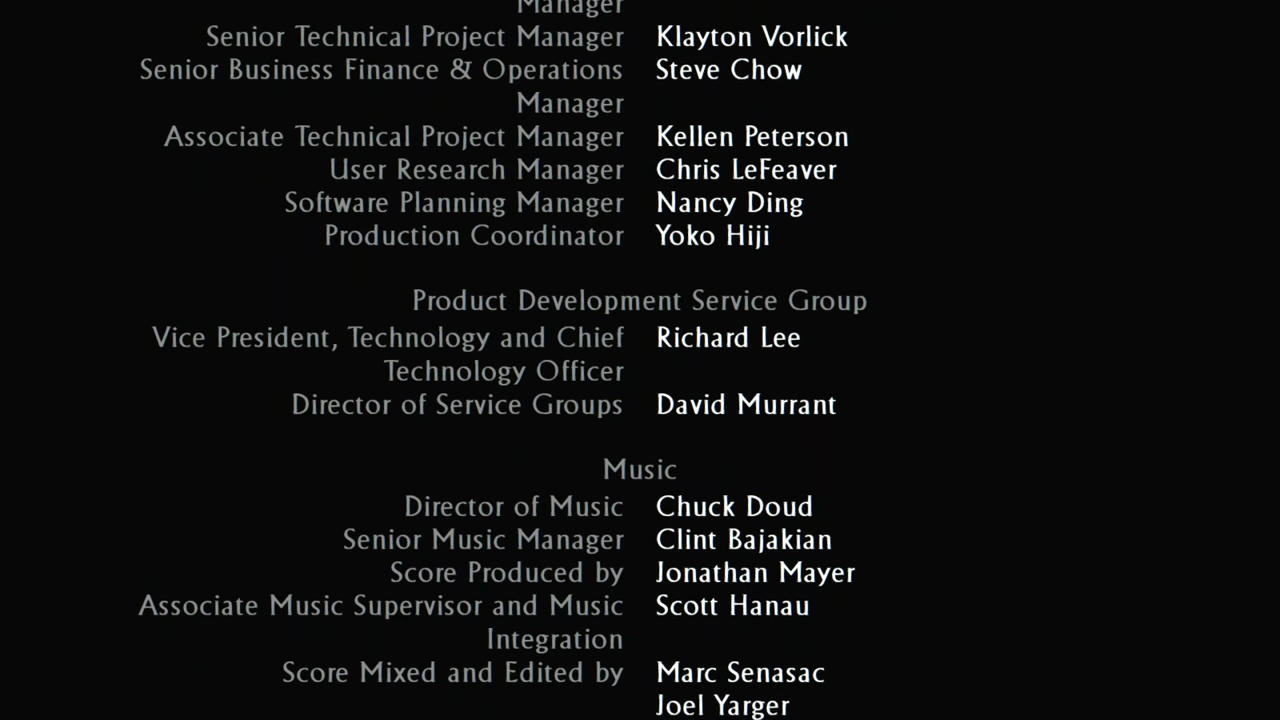 Manager
Senior Technical Project Manager Klayton Vorlick
Senior Business Finance & Operations Steve Chow
Manager
Associate Technical Project Manager Kellen Peterson
User Research Manager Chris LeFeaver
Software Planning Manager Nancy Ding
Production Coordinator Yoko Hiji
Product Development Service Group
Vice President, Technology and Chief Richard Lee
Technology Officer
Director of Service Groups David Murrant
Music
Director of Music Chuck Doud
Senior Music Manager Clint Bajakian
Score Produced by Jonathan Mayer
Associate Music Supervisor and Music Scott Hanau
Integration
Score Mixed and Edited by Marc Senasac
Joel Yarger